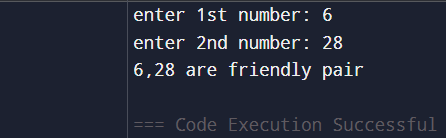 enter 1st number: 6
enter 2nd number: 28
6,28 are friendly pair
=== Code Execution Successful